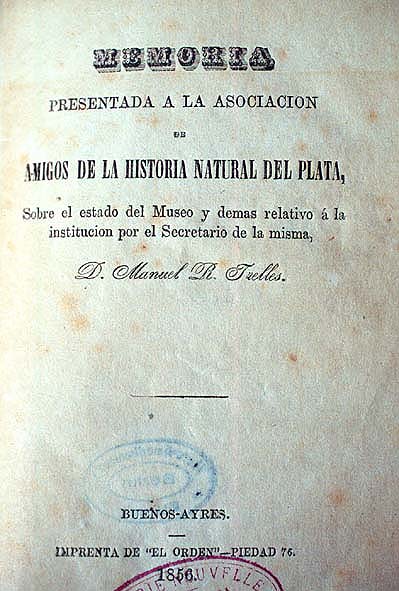 MEMORIA
PRESENTADA A LA ASOCIACION
DE
AMIGOS DE LA HISTORIA NATURAL DEL PLATA,
Sobre el estado del Museo y demas relativo á la
institucion por el Secretario de la misma,
D. Manuel R. Trelles.
BUENOS-AYRES.
IMPRENTA DE "EL ORDEN"—PIEDAD 76.
1856.
NOUVELLE